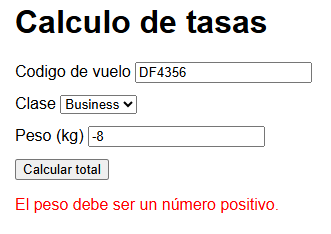 Calculo de tasas
Codigo de vuelo DF4356
Clase Business
Peso (kg) -8
Calcular total
El peso debe ser un número positivo.